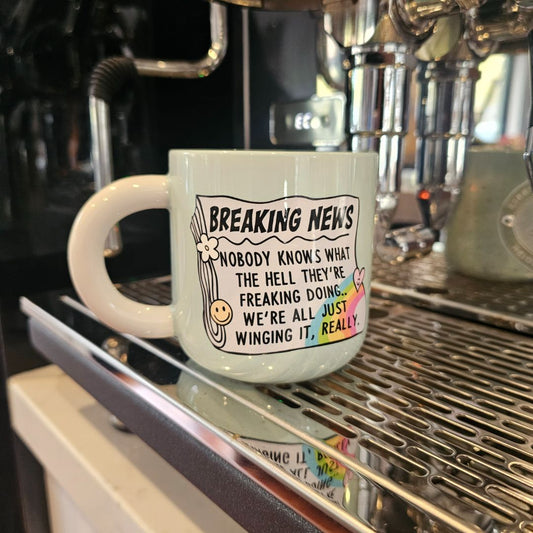 BREAKING NEWS
NOBODY KNOWS WHAT
THE HELL THEY'RE
FREAKING DOING..
WE'RE ALL JUST
WINGING IT, REALLY.